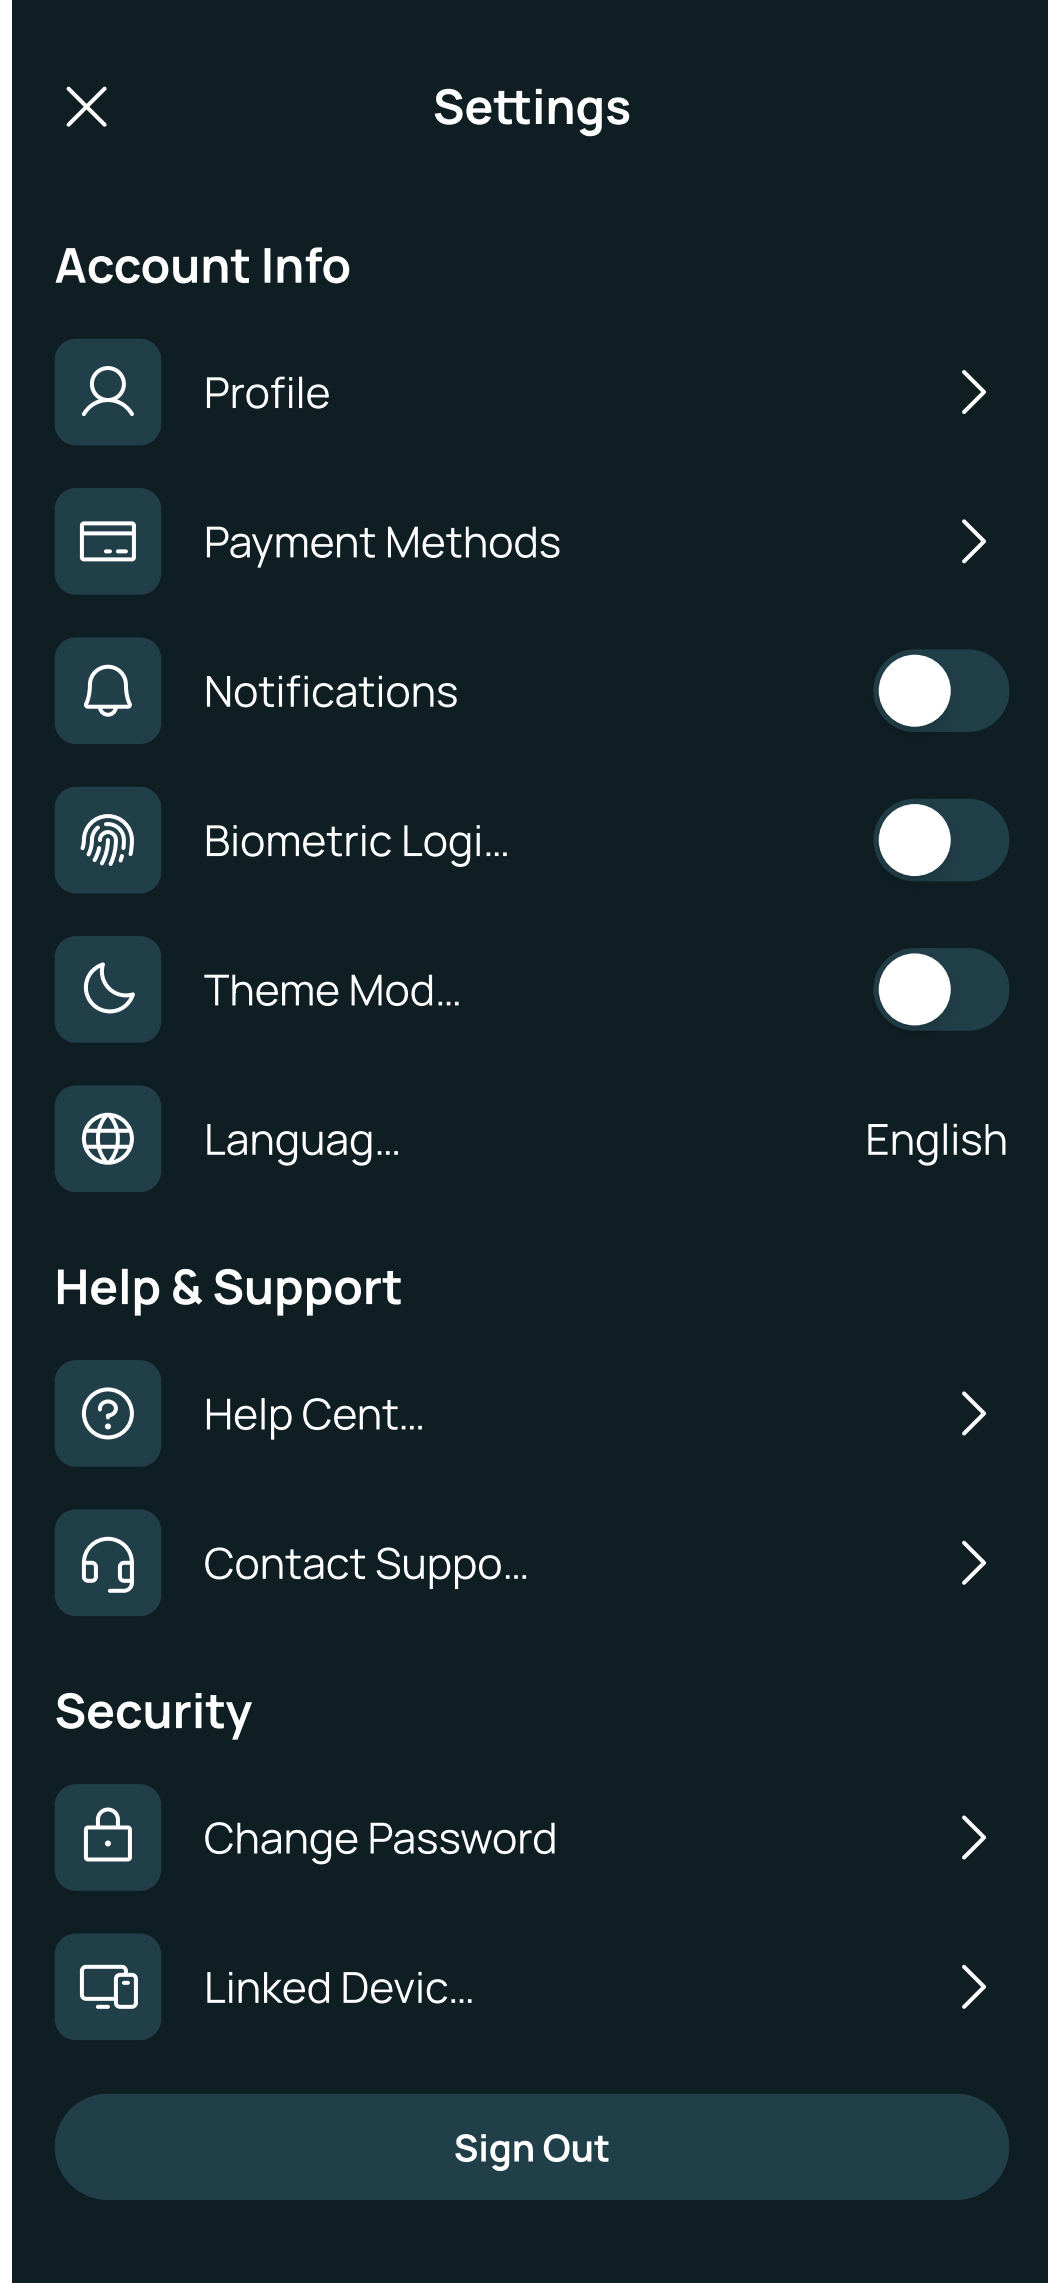 Settings
Account Info
Profile
Payment Methods
Notifications
Biometric Logi...
Theme Mod...
Languag...
English
Help & Support
Help Cent...
Contact Suppo...
Security
Change Password
Linked Devic...
Sign Out